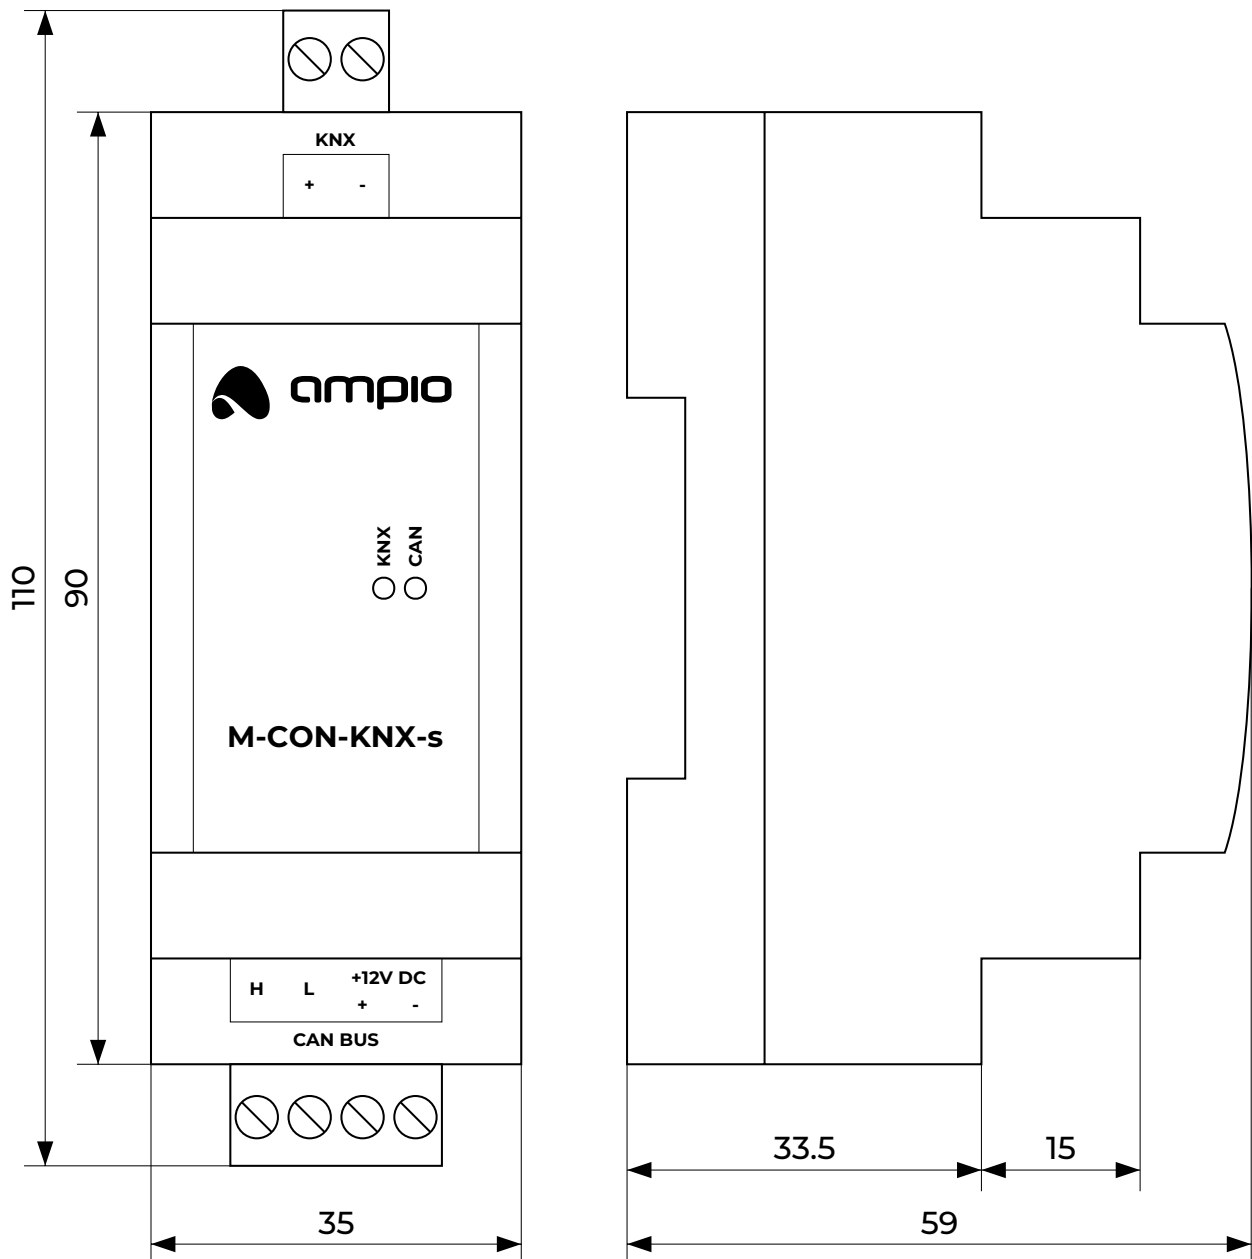 KNX
+ -
ampio
KNX
CAN
110
90
M-CON-KNX-s
H L +12V DC
+ -
CAN BUS
33.5
15
35
59